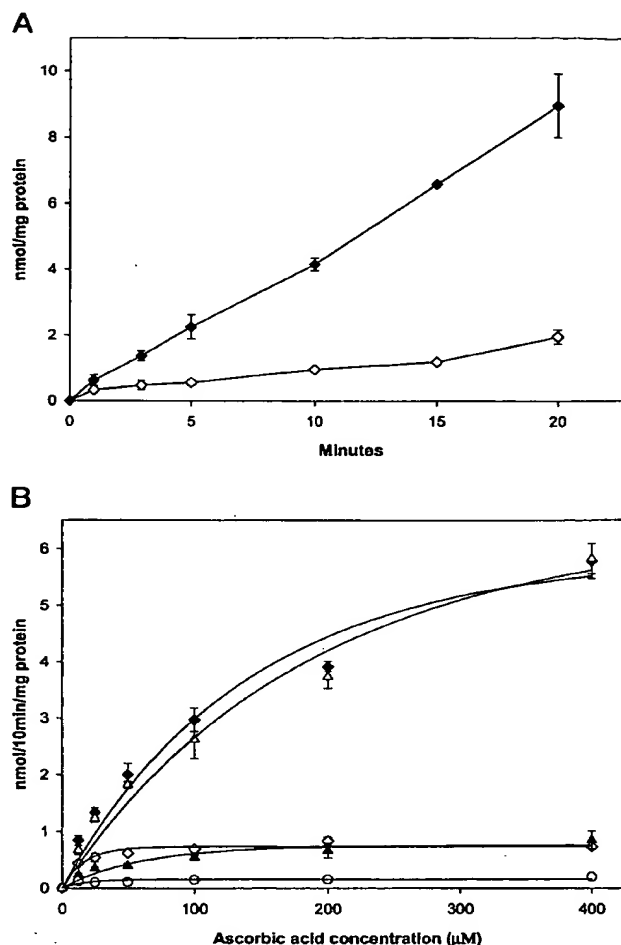 A
nmol/mg protein
10
8
6
4
2
0
0 5 10 15 20
Minutes
B
nmol/10min/mg protein
6
5
4
3
2
1
0
0 100 200 300 400
Ascorbic acid concentration (µM)